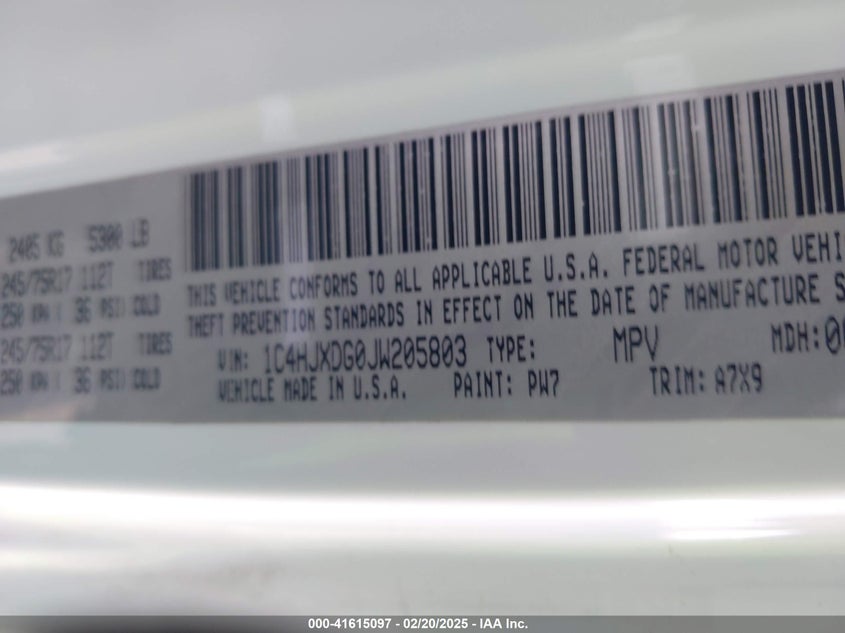 2405 KG 5300 LB
245/75R17 112T TIRES
250 KPA ( 36 PSI) COLD
245/75R17 112T TIRES
250 KPA ( 36 PSI) COLD
THIS VEHICLE CONFORMS TO ALL APPLICABLE U.S.A. FEDERAL MOTOR VEHI
THEFT PREVENTION STANDARDS IN EFFECT ON THE DATE OF MANUFACTURE S
VIN: 1C4HJXDG0JW205803 TYPE: MPV MDH: 0
VEHICLE MADE IN U.S.A. PAINT: PW7 TRIM: A7X9
000-41615097 - 02/20/2025 - IAA Inc.